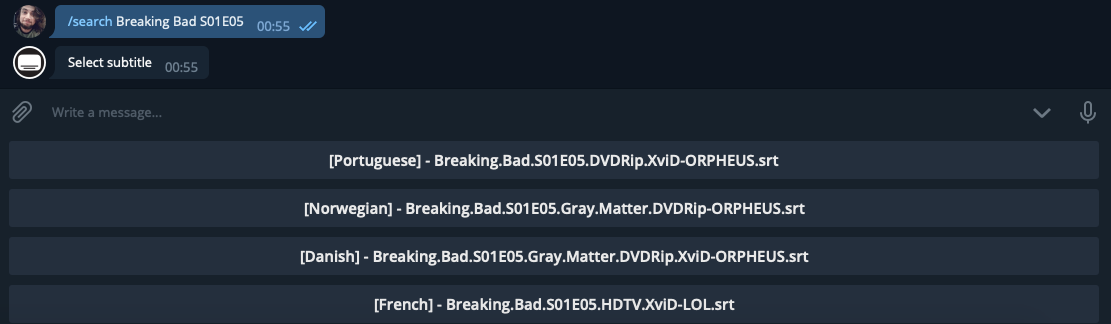 /search Breaking Bad S01E05 00:55
Select subtitle 00:55
Write a message...
[Portuguese] - Breaking.Bad.S01E05.DVDRip.XviD-ORPHEUS.srt
[Norwegian] - Breaking.Bad.S01E05.Gray.Matter.DVDRip-ORPHEUS.srt
[Danish] - Breaking.Bad.S01E05.Gray.Matter.DVDRip.XviD-ORPHEUS.srt
[French] - Breaking.Bad.S01E05.HDTV.XviD-LOL.srt